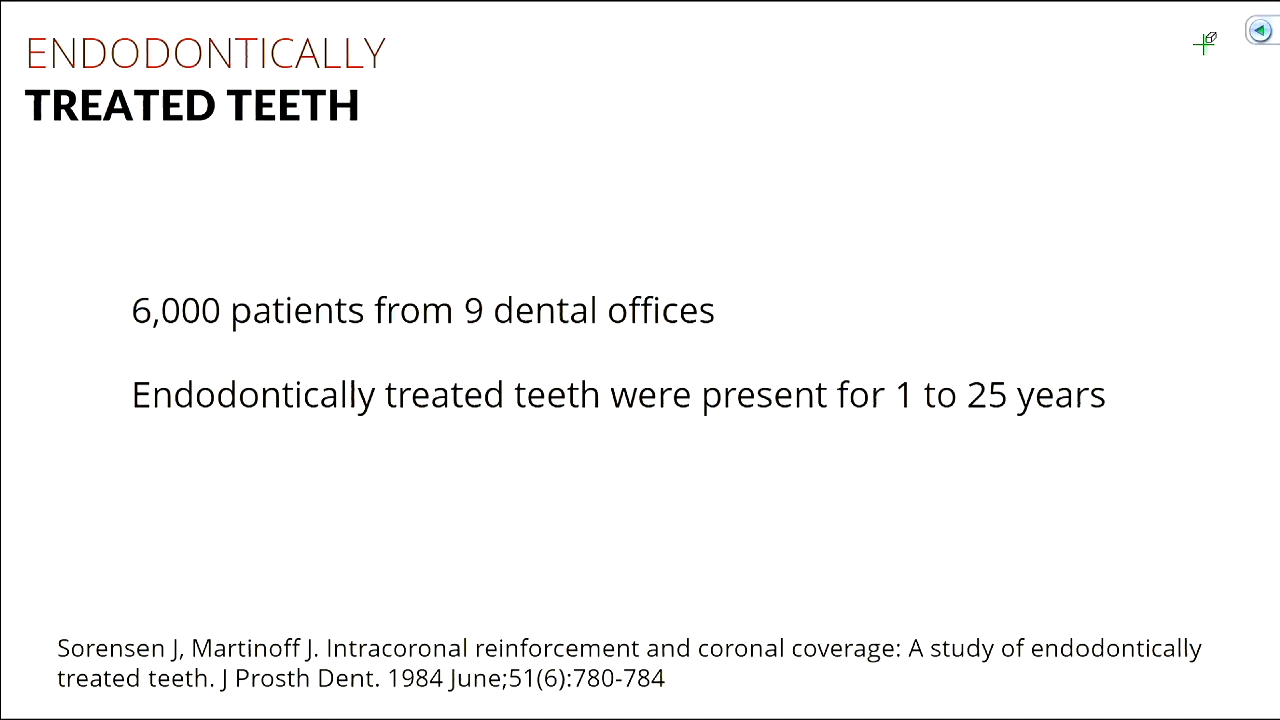 ENDODONTICALLY
TREATED TEETH
6,000 patients from 9 dental offices
Endodontically treated teeth were present for 1 to 25 years
Sorensen J, Martinoff J. Intracoronal reinforcement and coronal coverage: A study of endodontically
treated teeth. J Prosth Dent. 1984 June;51(6):780-784